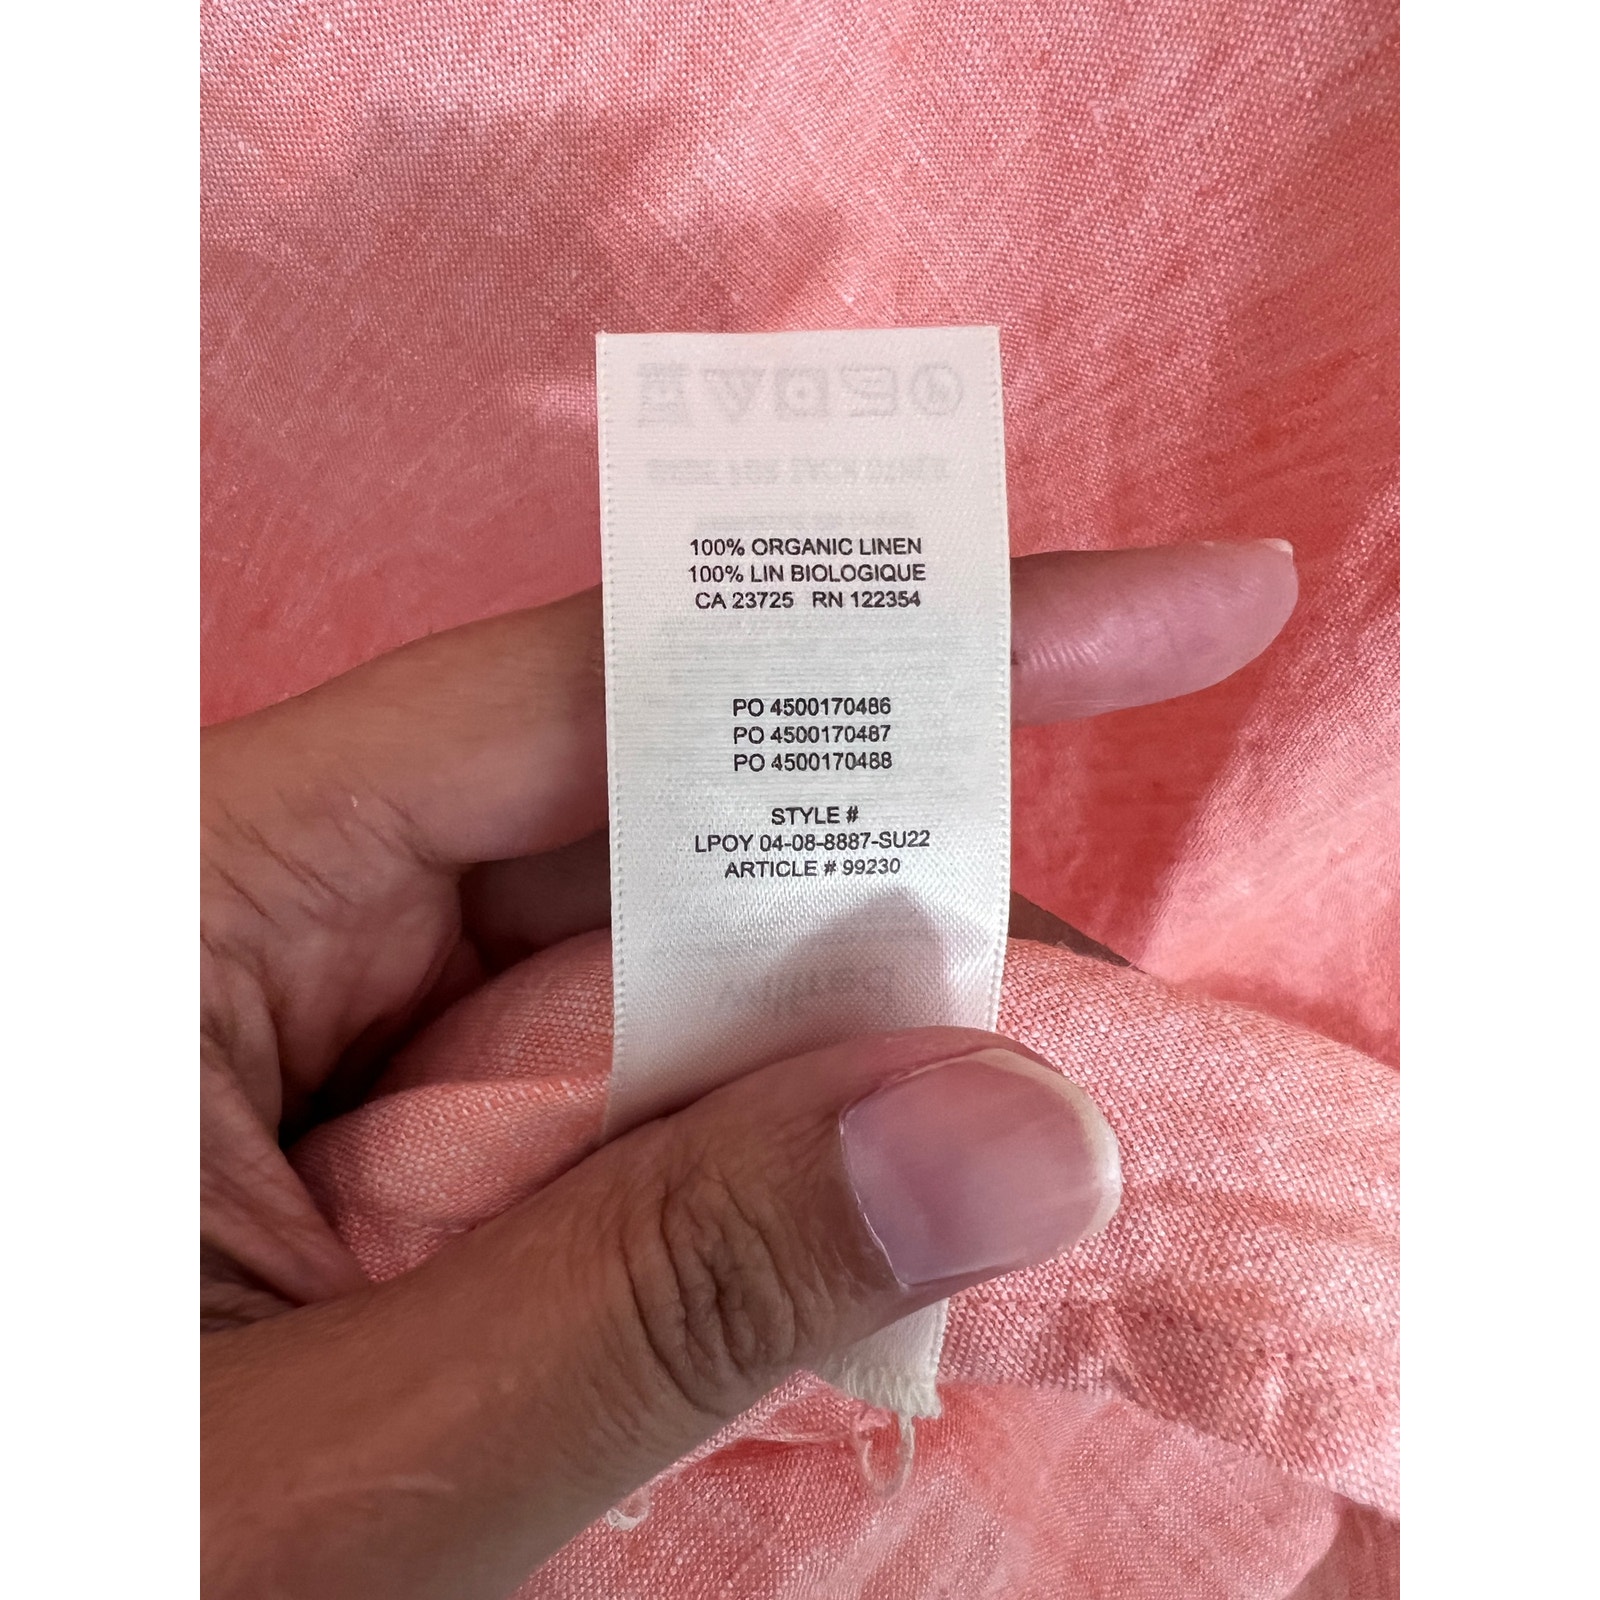 100% ORGANIC LINEN
100% LIN BIOLOGIQUE
CA 23725 RN 122354
PO 4500170486
PO 4500170487
PO 4500170488
STYLE #
LPOY 04-08-8887-SU22
ARTICLE # 99230